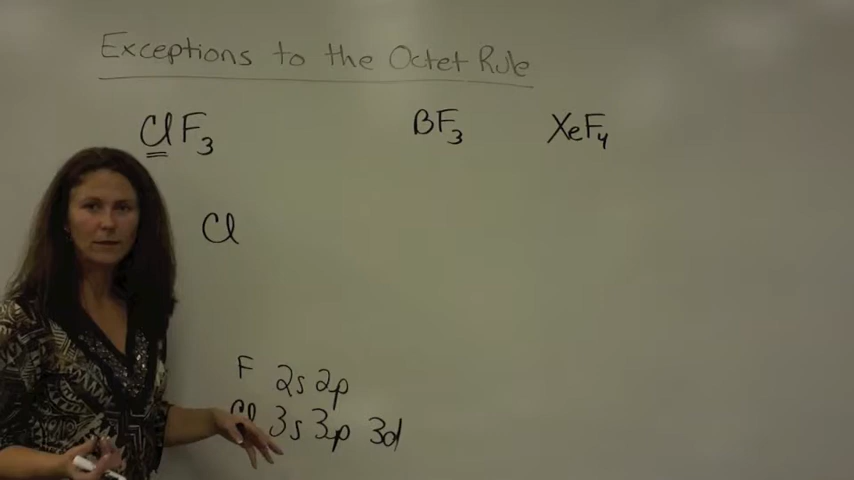 Exceptions to the Octet Rule
ClF₃ BF₃ XeF₄
Cl
F 2s 2p
Cl 3s 3p 3d